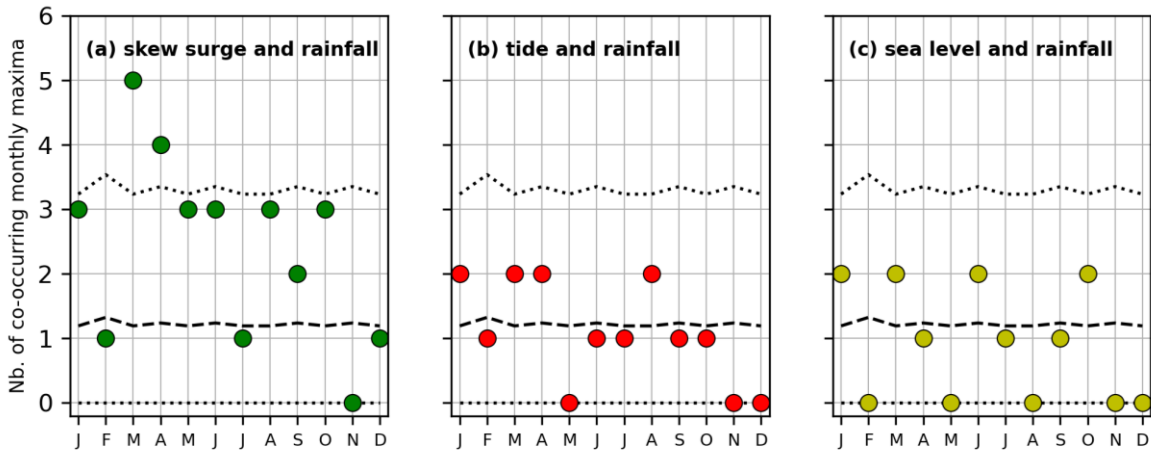 Nb. of co-occurring monthly maxima
6
5
4
3
2
1
0
(a) skew surge and rainfall
J F M A M J J A S O N D
(b) tide and rainfall
J F M A M J J A S O N D
(c) sea level and rainfall
J F M A M J J A S O N D